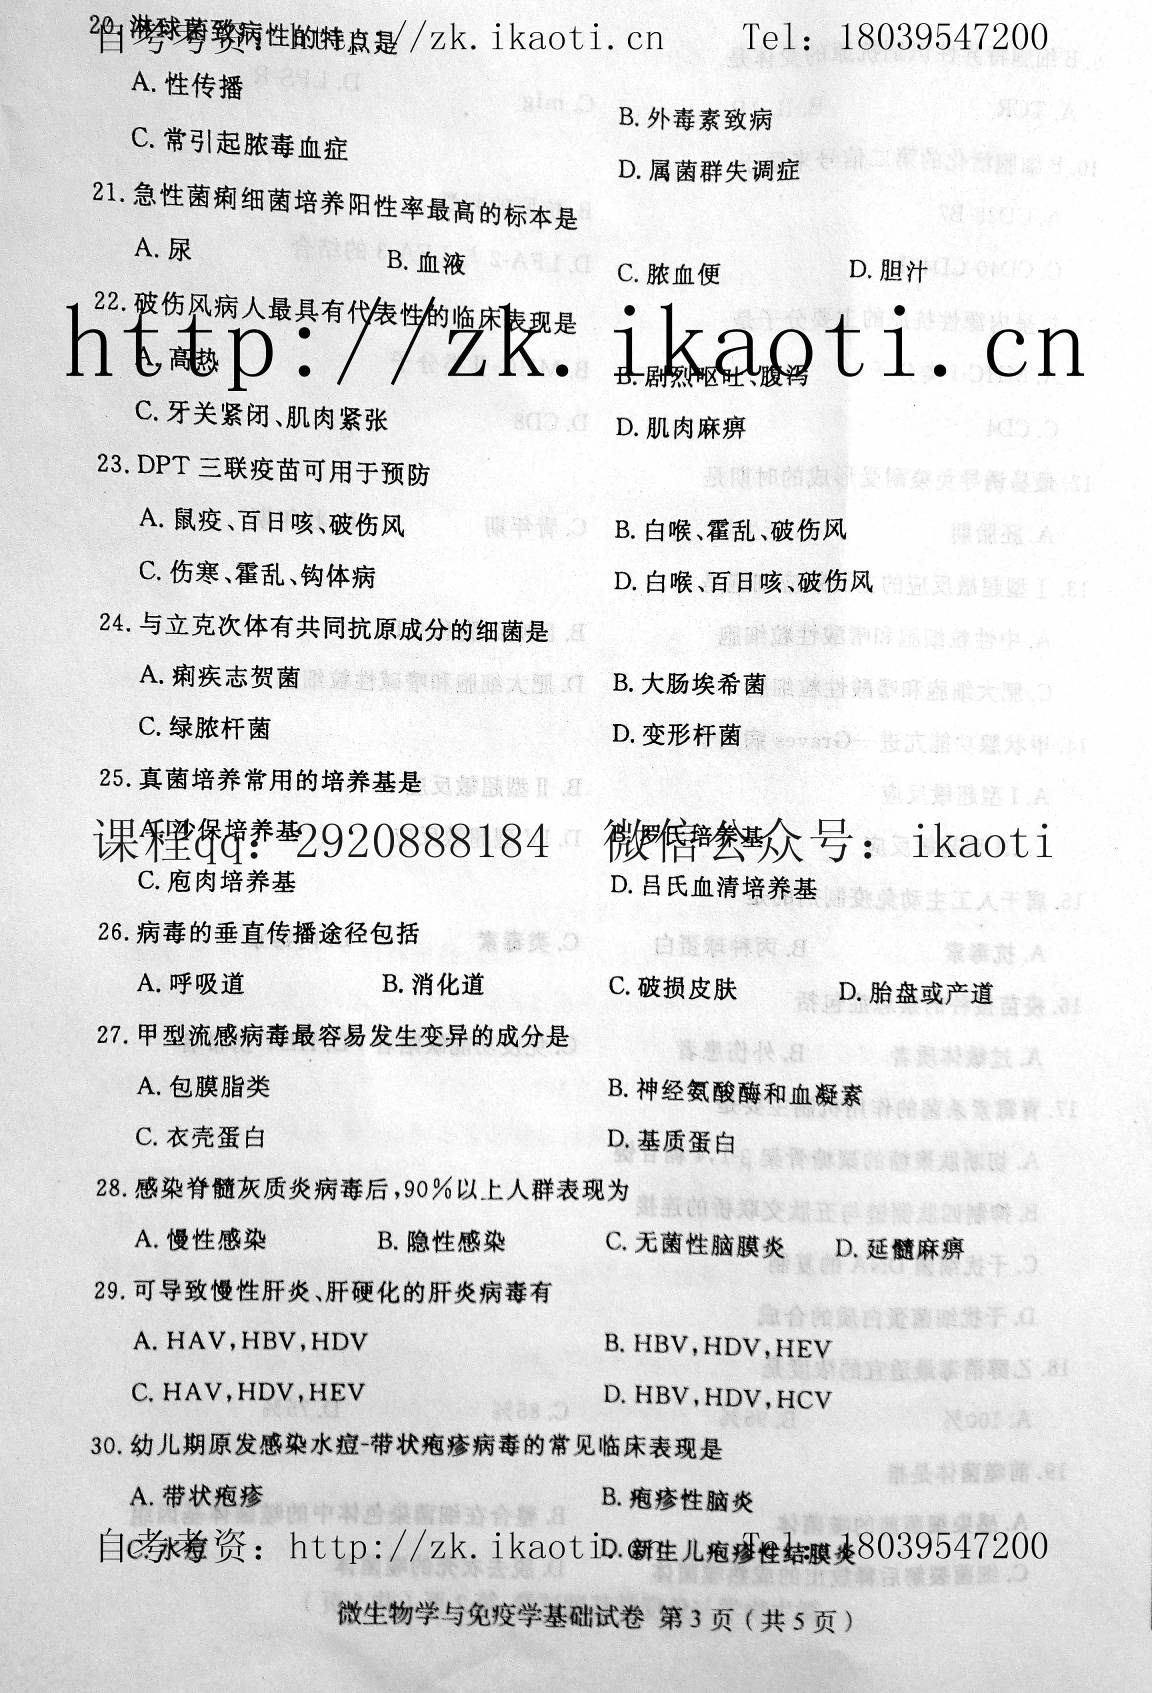 20. 淋球菌致病性的特点是
自考考资：http://zk.ikaoti.cn Tel：18039547200
A. 性传播
B. 外毒素致病
C. 常引起脓毒血症
D. 属菌群失调症
21. 急性菌痢细菌培养阳性率最高的标本是
A. 尿 B. 血液 C. 脓血便 D. 胆汁
22. 破伤风病人最具有代表性的临床表现是
http://zk.ikaoti.cn
A. 高热
B. 剧烈呕吐、腹泻
C. 牙关紧闭、肌肉紧张
D. 肌肉麻痹
23. DPT 三联疫苗可用于预防
A. 鼠疫、百日咳、破伤风
B. 白喉、霍乱、破伤风
C. 伤寒、霍乱、钩体病
D. 白喉、百日咳、破伤风
24. 与立克次体有共同抗原成分的细菌是
A. 痢疾志贺菌
B. 大肠埃希菌
C. 绿脓杆菌
D. 变形杆菌
25. 真菌培养常用的培养基是
A. 沙保培养基
B. 罗氏培养基
课程qq：2920888184 微信公众号：ikaoti
C. 庖肉培养基
D. 吕氏血清培养基
26. 病毒的垂直传播途径包括
A. 呼吸道 B. 消化道 C. 破损皮肤 D. 胎盘或产道
27. 甲型流感病毒最容易发生变异的成分是
A. 包膜脂类
B. 神经氨酸酶和血凝素
C. 衣壳蛋白
D. 基质蛋白
28. 感染脊髓灰质炎病毒后,90%以上人群表现为
A. 慢性感染 B. 隐性感染 C. 无菌性脑膜炎 D. 延髓麻痹
29. 可导致慢性肝炎、肝硬化的肝炎病毒有
A. HAV,HBV,HDV
B. HBV,HDV,HEV
C. HAV,HDV,HEV
D. HBV,HDV,HCV
30. 幼儿期原发感染水痘-带状疱疹病毒的常见临床表现是
A. 带状疱疹
B. 疱疹性脑炎
C. 水痘
D. 新生儿疱疹性结膜炎
自考考资：http://zk.ikaoti.cn Tel：18039547200
微生物学与免疫学基础试卷 第 3 页 (共 5 页)